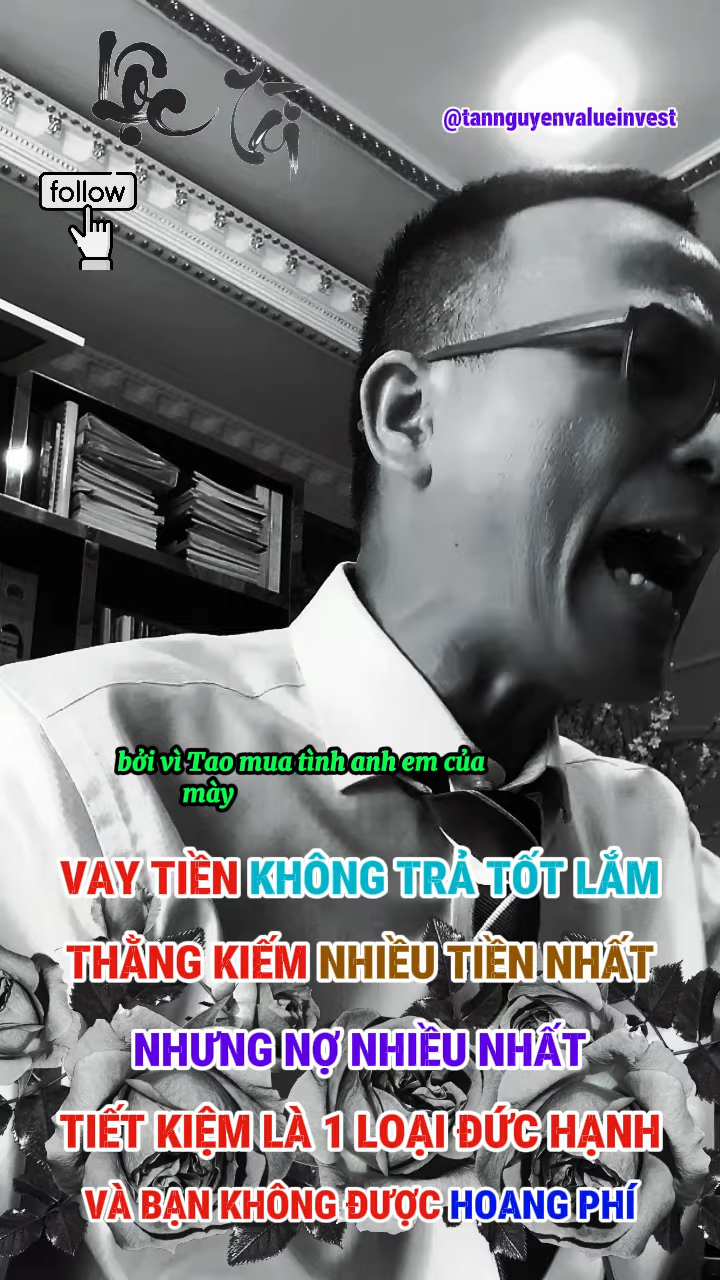 Lộc Tài
@tannguyenvalueinvest
follow
bởi vì Tao mua tình anh em của
mày
VAY TIỀN KHÔNG TRẢ TỐT LẮM
THẰNG KIẾM NHIỀU TIỀN NHẤT
NHƯNG NỢ NHIỀU NHẤT
TIẾT KIỆM LÀ 1 LOẠI ĐỨC HẠNH
VÀ BẠN KHÔNG ĐƯỢC HOANG PHÍ